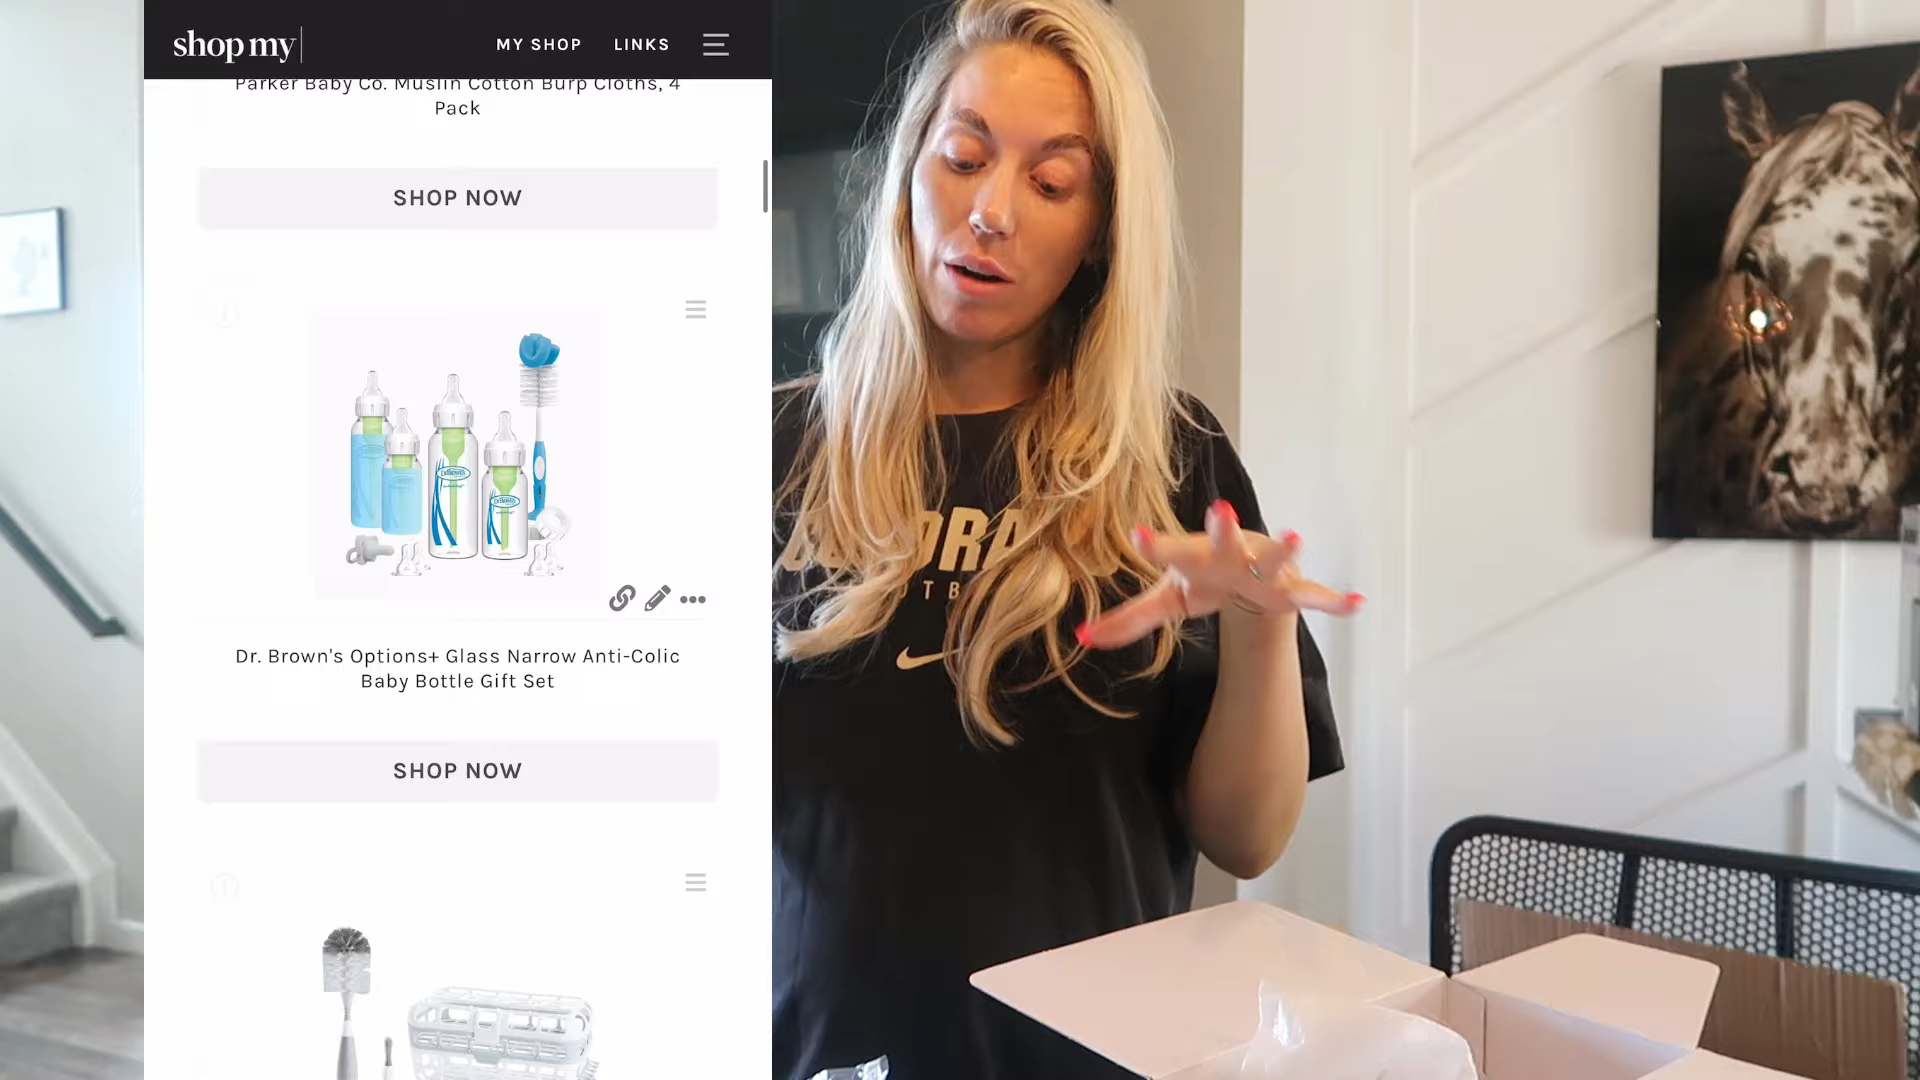 shop my
MY SHOP
LINKS
Parker Baby Co. Muslin Cotton Burp Cloths, 4
Pack
SHOP NOW
Dr. Brown's Options+ Glass Narrow Anti-Colic
Baby Bottle Gift Set
SHOP NOW